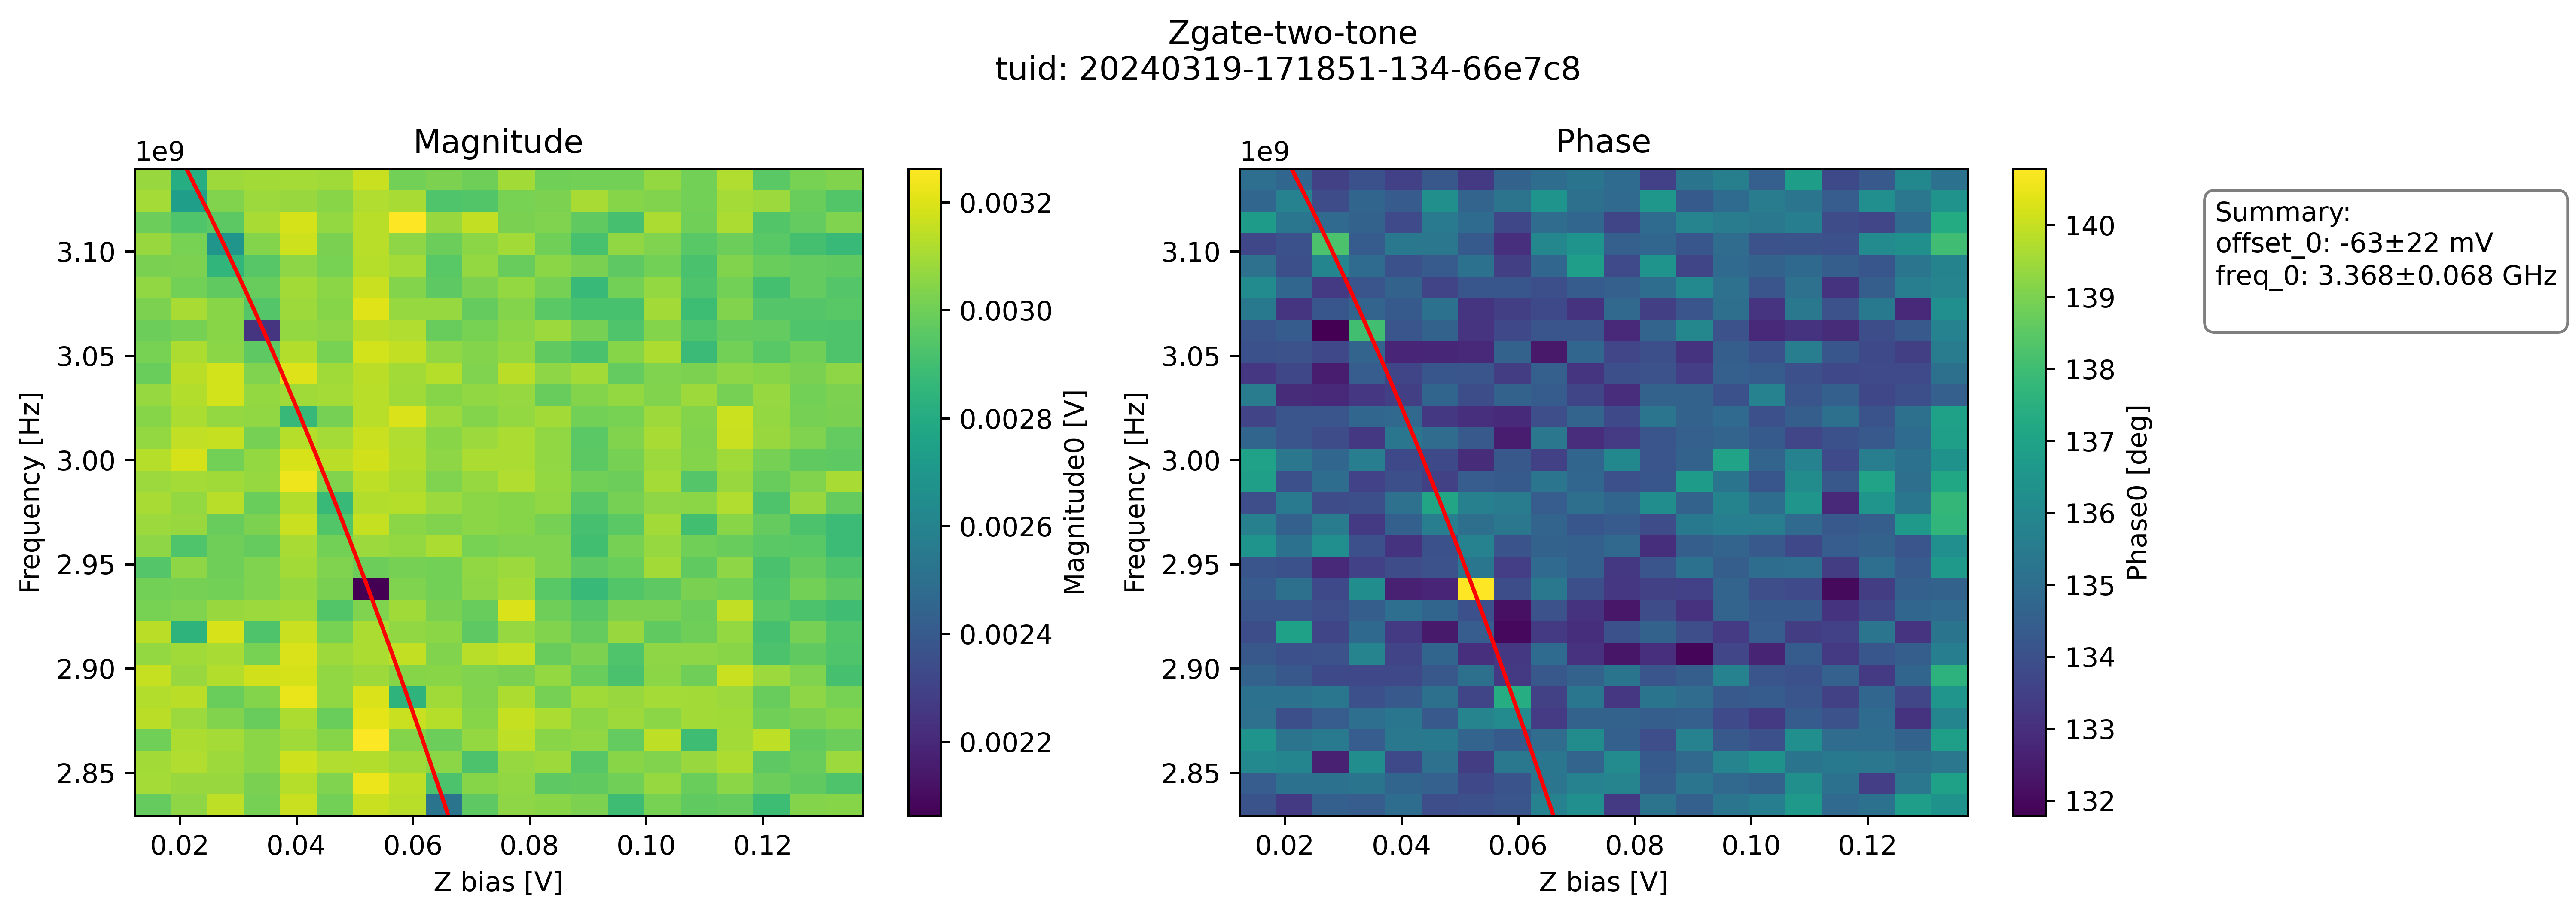 Zgate-two-tone
tuid: 20240319-171851-134-66e7c8
Magnitude
1e9
3.10
3.05
3.00
2.95
2.90
2.85
Frequency [Hz]
0.02 0.04 0.06 0.08 0.10 0.12
Z bias [V]
0.0032
0.0030
0.0028
0.0026
0.0024
0.0022
Magnitude0 [V]
Phase
1e9
3.10
3.05
3.00
2.95
2.90
2.85
Frequency [Hz]
0.02 0.04 0.06 0.08 0.10 0.12
Z bias [V]
140
139
138
137
136
135
134
133
132
Phase0 [deg]
Summary:
offset_0: -63±22 mV
freq_0: 3.368±0.068 GHz